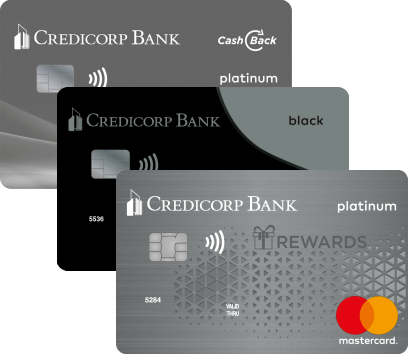 CREDICORP BANK
Cash Back
platinum
CREDICORP BANK
black
5536
CREDICORP BANK
platinum
REWARDS
5284
VALID
THRU
mastercard.